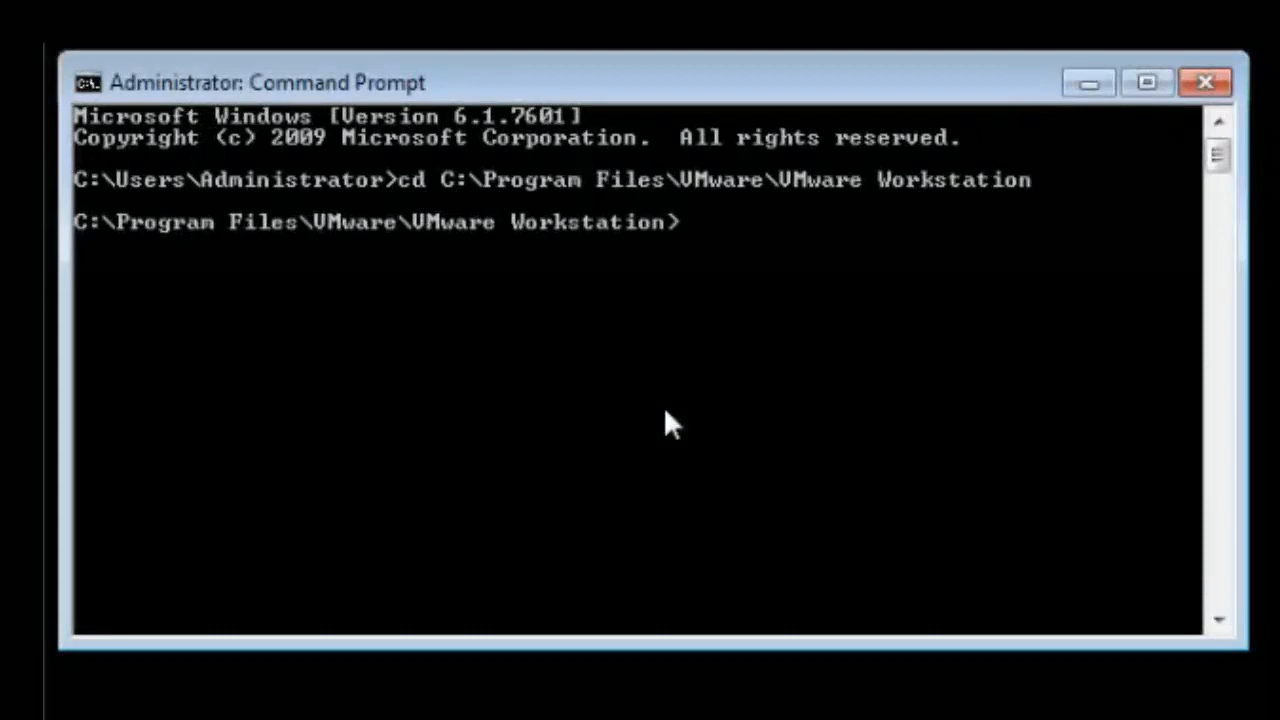 Administrator: Command Prompt
Microsoft Windows [Version 6.1.7601]
Copyright (c) 2009 Microsoft Corporation.  All rights reserved.
C:\Users\Administrator>cd C:\Program Files\VMware\VMware Workstation
C:\Program Files\VMware\VMware Workstation>